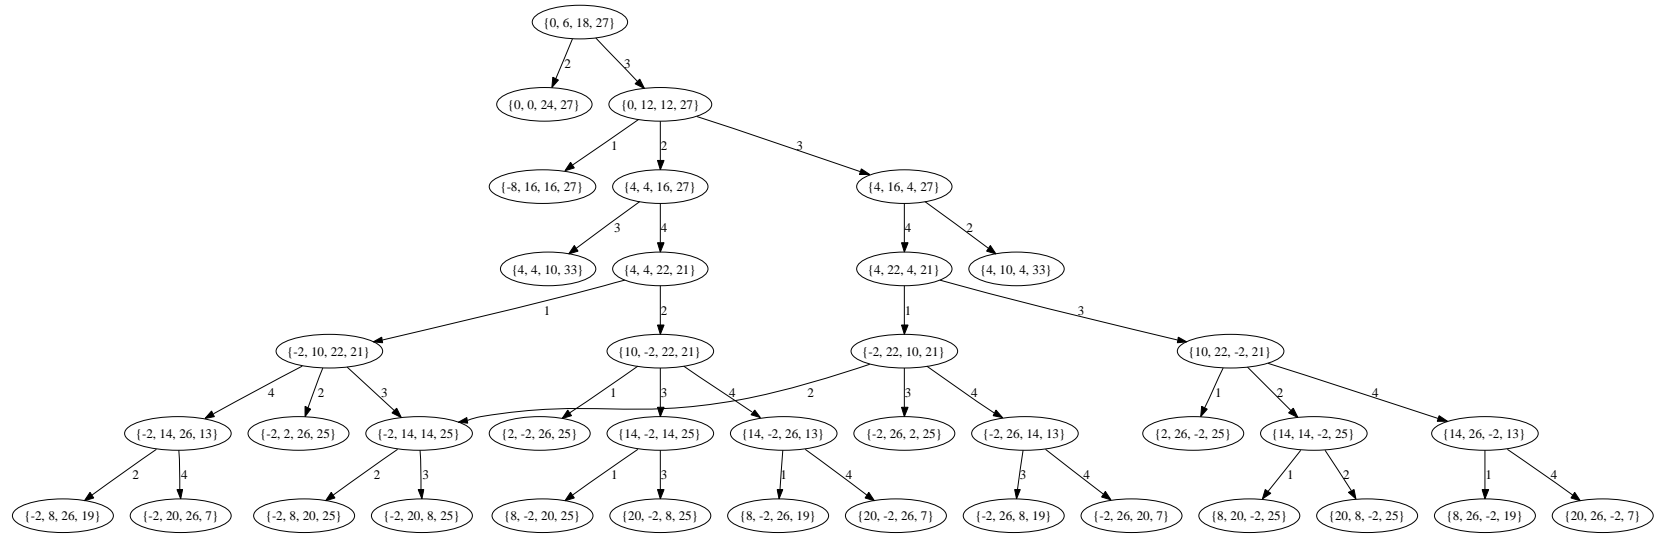 {0, 6, 18, 27}
2
3
{0, 0, 24, 27}
{0, 12, 12, 27}
1
2
3
{-8, 16, 16, 27}
{4, 4, 16, 27}
{4, 16, 4, 27}
3
4
4
2
{4, 4, 10, 33}
{4, 4, 22, 21}
{4, 22, 4, 21}
{4, 10, 4, 33}
1
2
1
3
{-2, 10, 22, 21}
{10, -2, 22, 21}
{-2, 22, 10, 21}
{10, 22, -2, 21}
4
2
3
1
3
4
2
3
4
1
2
4
{-2, 14, 26, 13}
{-2, 2, 26, 25}
{-2, 14, 14, 25}
{2, -2, 26, 25}
{14, -2, 14, 25}
{14, -2, 26, 13}
{-2, 26, 2, 25}
{-2, 26, 14, 13}
{2, 26, -2, 25}
{14, 14, -2, 25}
{14, 26, -2, 13}
2
4
2
3
1
3
1
4
3
4
1
2
1
4
{-2, 8, 26, 19}
{-2, 20, 26, 7}
{-2, 8, 20, 25}
{-2, 20, 8, 25}
{8, -2, 20, 25}
{20, -2, 8, 25}
{8, -2, 26, 19}
{20, -2, 26, 7}
{-2, 26, 8, 19}
{-2, 26, 20, 7}
{8, 20, -2, 25}
{20, 8, -2, 25}
{8, 26, -2, 19}
{20, 26, -2, 7}